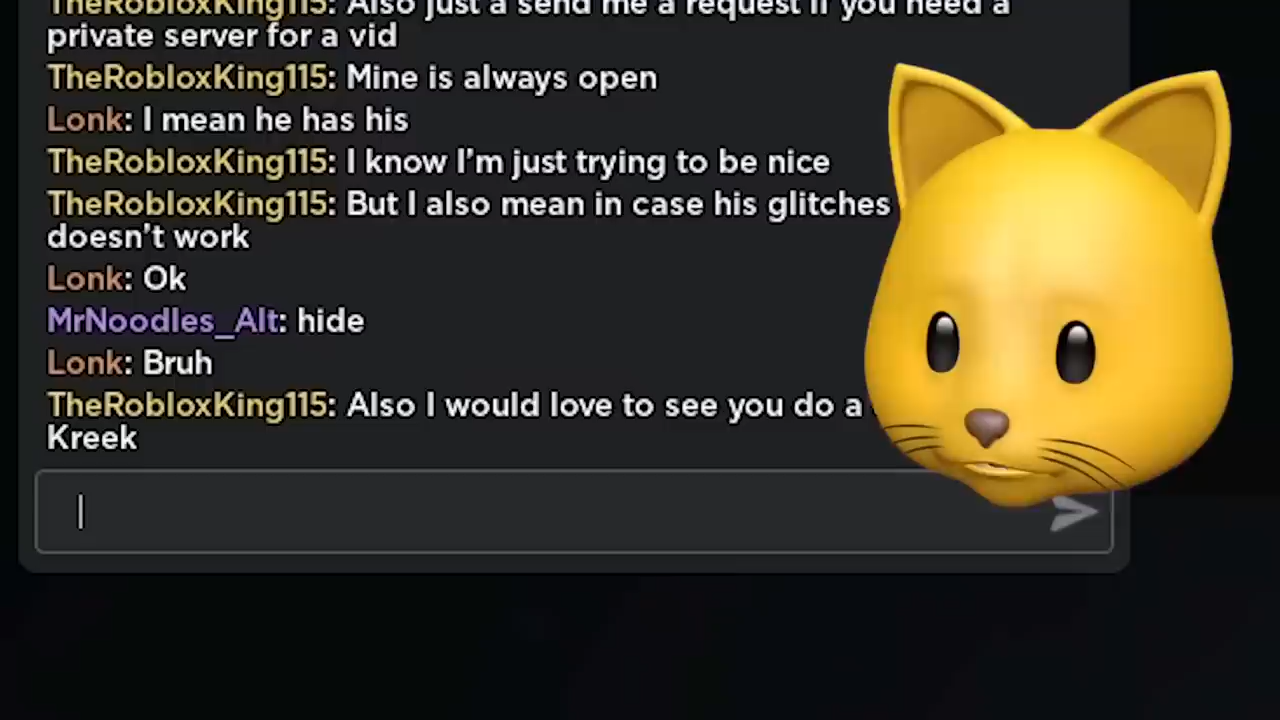 TheRobloxKing115: Also just a send me a request if you need a
private server for a vid
TheRobloxKing115: Mine is always open
Lonk: I mean he has his
TheRobloxKing115: I know I'm just trying to be nice
TheRobloxKing115: But I also mean in case his glitches
doesn't work
Lonk: Ok
MrNoodles_Alt: hide
Lonk: Bruh
TheRobloxKing115: Also I would love to see you do a
Kreek